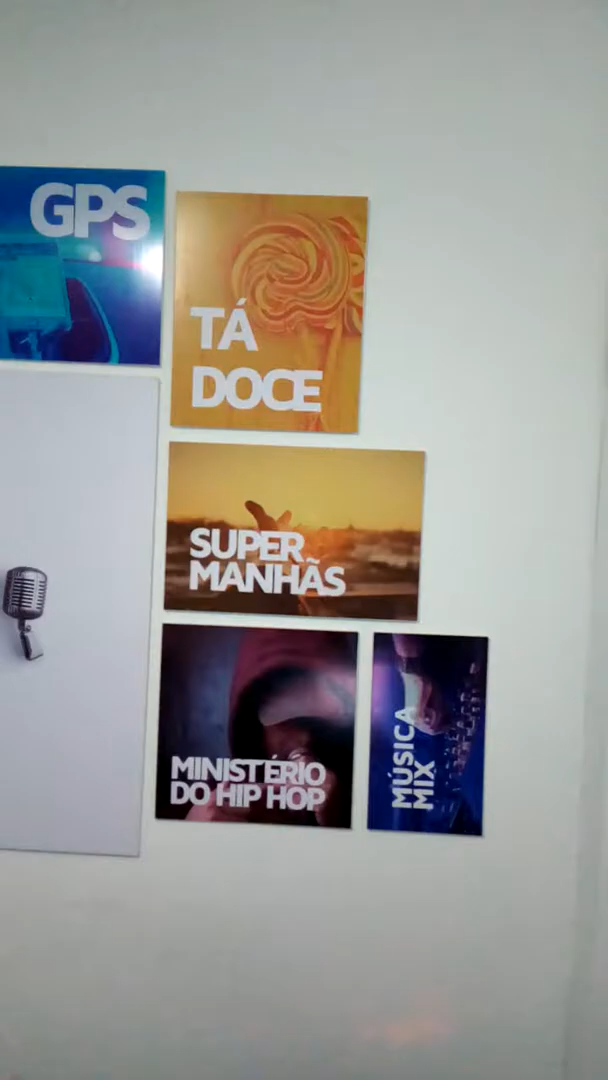 GPS
TÁ
DOCE
SUPER
MANHÃS
MINISTÉRIO
DO HIP HOP
MÚSICA
MIX